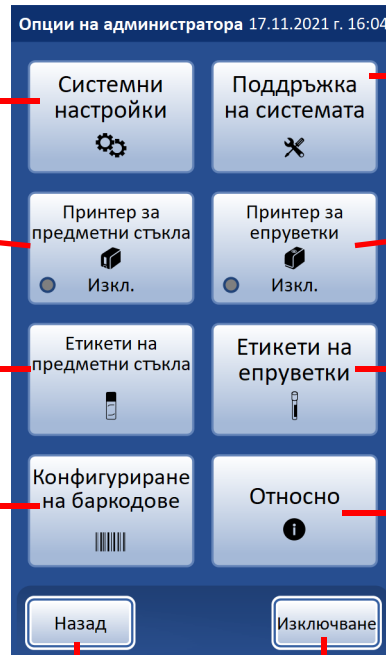 Опции на администратора 17.11.2021 г. 16:04
Системни
настройки
Поддръжка
на системата
Принтер за
предметни стъкла
Изкл.
Принтер за
епруветки
Изкл.
Етикети на
предметни стъкла
Етикети на
епруветки
Конфигуриране
на баркодове
Относно
Назад
Изключване